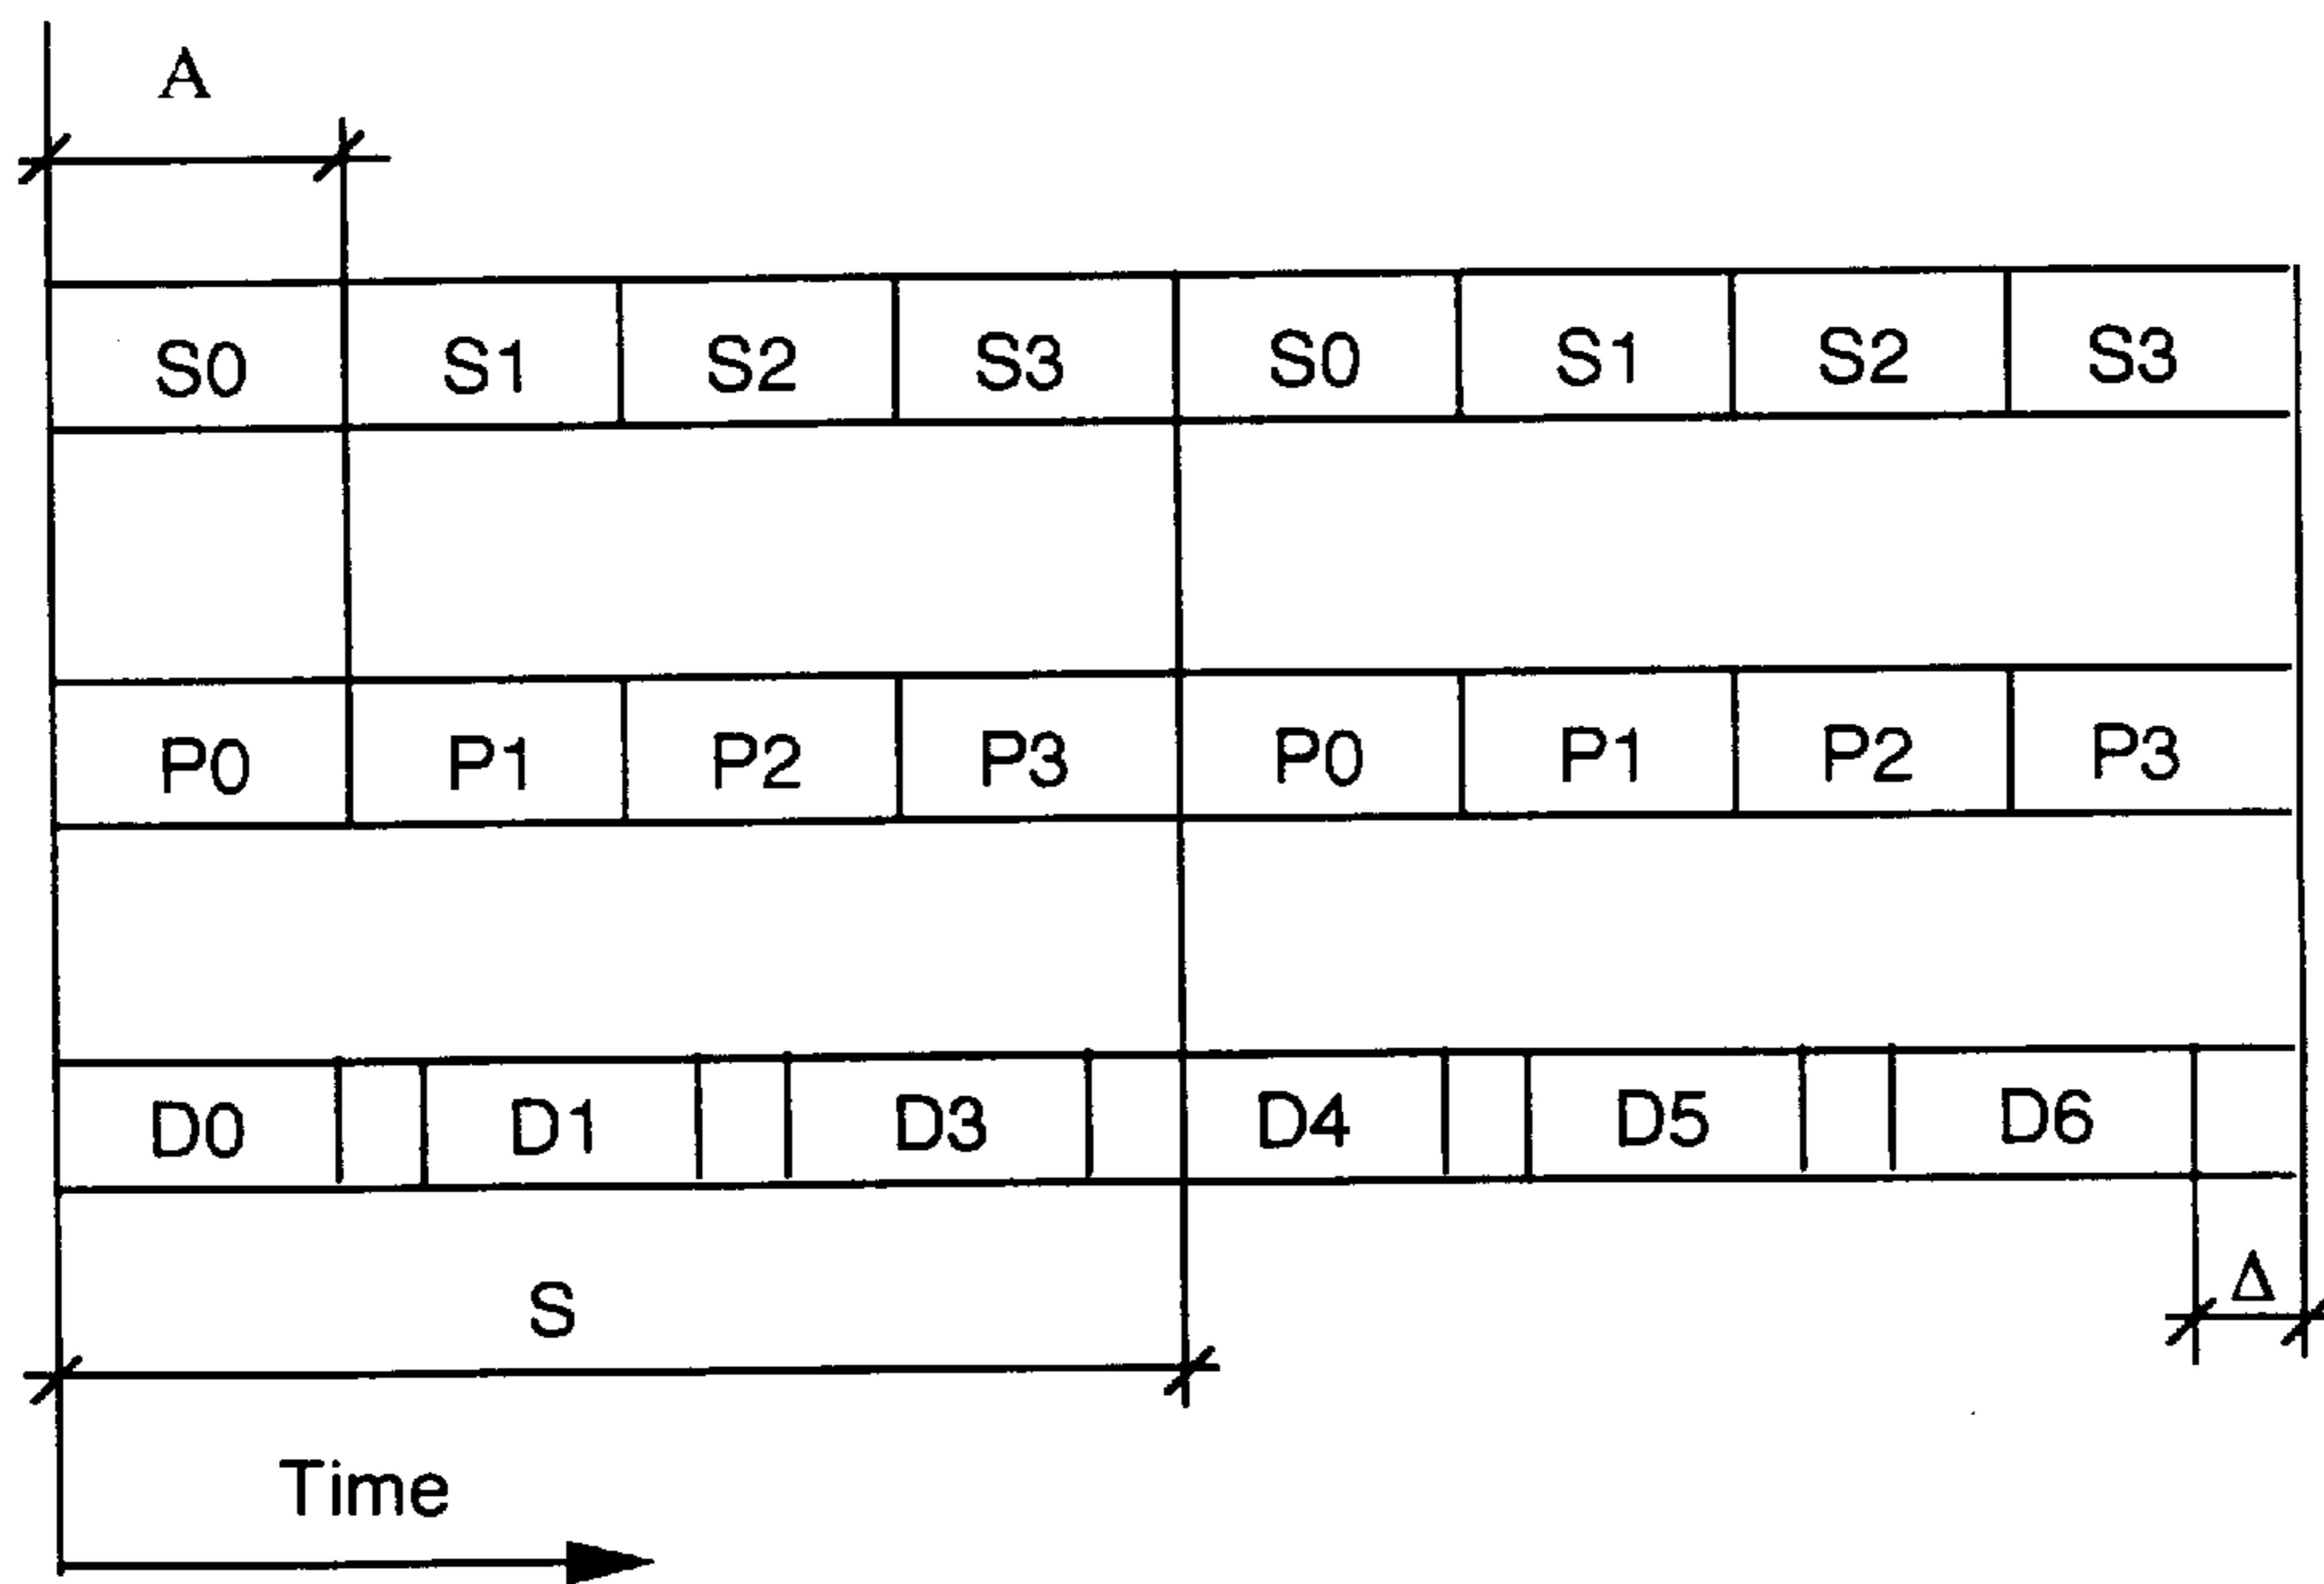 A
S0 S1 S2 S3 S0 S1 S2 S3
P0 P1 P2 P3 P0 P1 P2 P3
D0 D1 D3 D4 D5 D6
Δ
S
Time